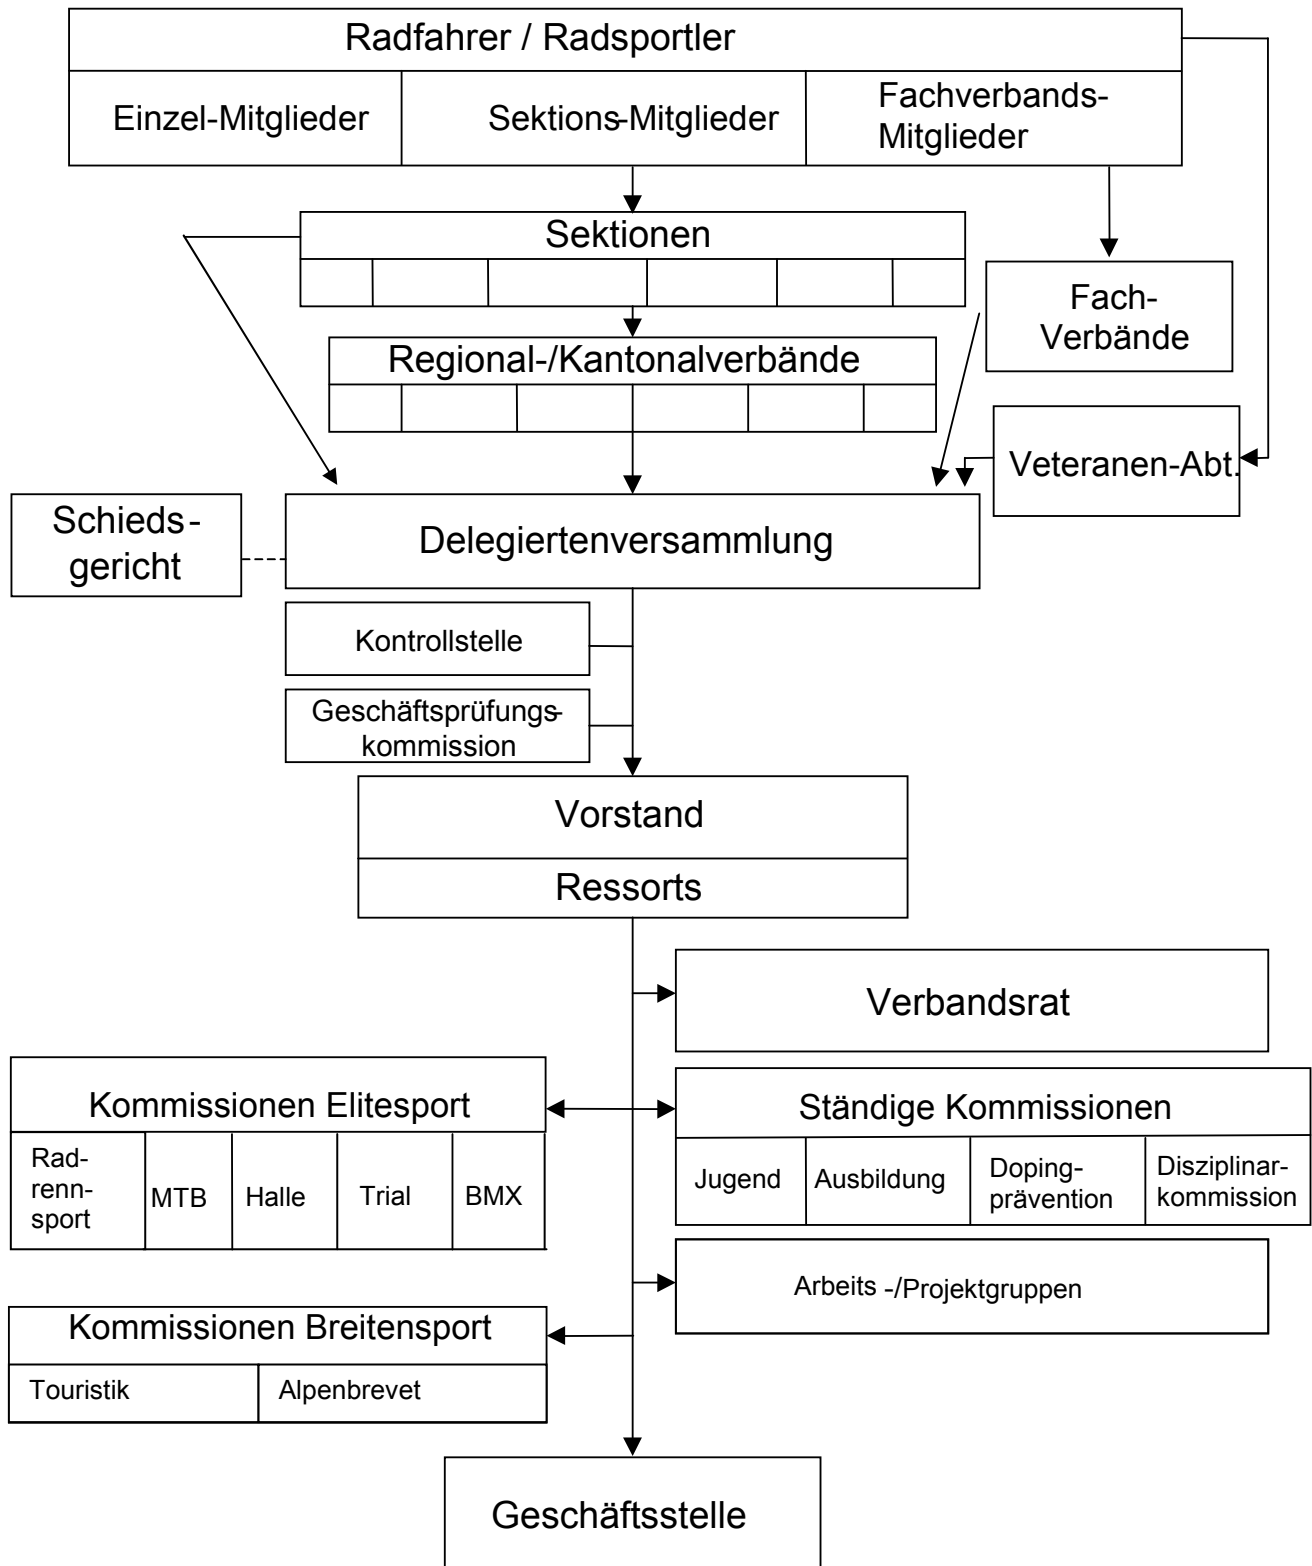 Radfahrer / Radsportler
Einzel-Mitglieder
Sektions-Mitglieder
Fachverbands-
Mitglieder
Sektionen
Fach-
Verbände
Regional-/Kantonalverbände
Veteranen-Abt.
Schieds-
gericht
Delegiertenversammlung
Kontrollstelle
Geschäftsprüfungs-
kommission
Vorstand
Ressorts
Verbandsrat
Kommissionen Elitesport
Rad-
renn-
sport
MTB
Halle
Trial
BMX
Ständige Kommissionen
Jugend
Ausbildung
Doping-
prävention
Disziplinar-
kommission
Arbeits -/Projektgruppen
Kommissionen Breitensport
Touristik
Alpenbrevet
Geschäftsstelle